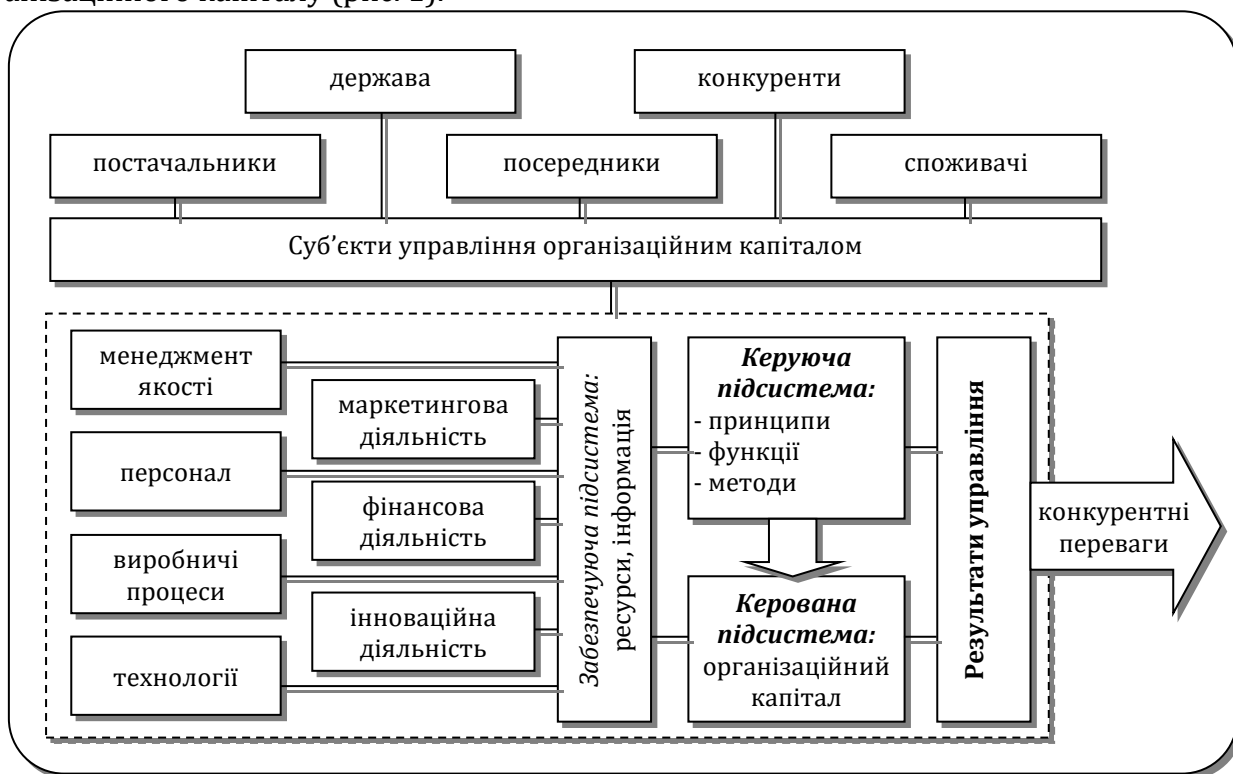 анізаційного капіталу (рис. 1).
держава
конкуренти
постачальники
посередники
споживачі
Суб’єкти управління організаційним капіталом
менеджмент
якості
маркетингова
діяльність
персонал
фінансова
діяльність
виробничі
процеси
інноваційна
діяльність
технології
Забезпечуюча підсистема:
ресурси, інформація
Керуюча
підсистема:
- принципи
- функції
- методи
Керована
підсистема:
організаційний
капітал
Результати управління
конкурентні
переваги